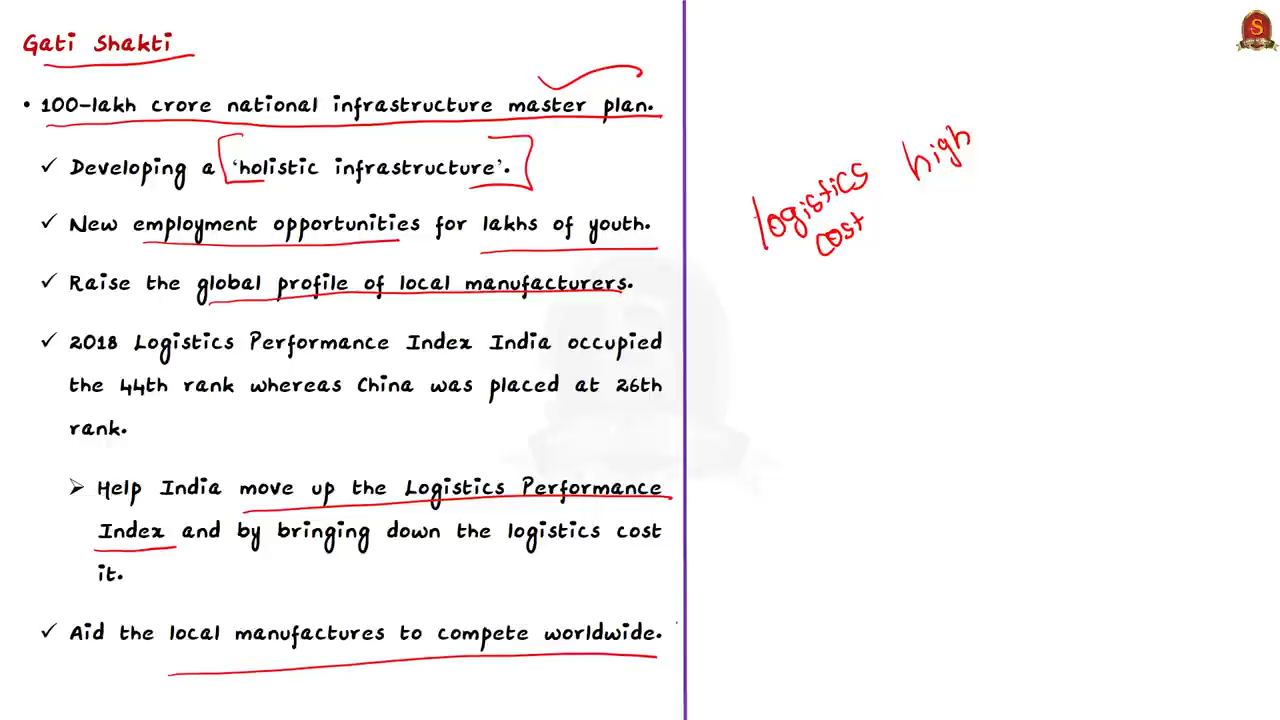 Gati Shakti
• 100-lakh crore national infrastructure master plan.
✓ Developing a 'holistic infrastructure'.
✓ New employment opportunities for lakhs of youth.
✓ Raise the global profile of local manufacturers.
✓ 2018 Logistics Performance Index India occupied
the 44th rank whereas China was placed at 26th
rank.
➢ Help India move up the Logistics Performance
Index and by bringing down the logistics cost
it.
✓ Aid the local manufactures to compete worldwide.
logistics high
cost
S